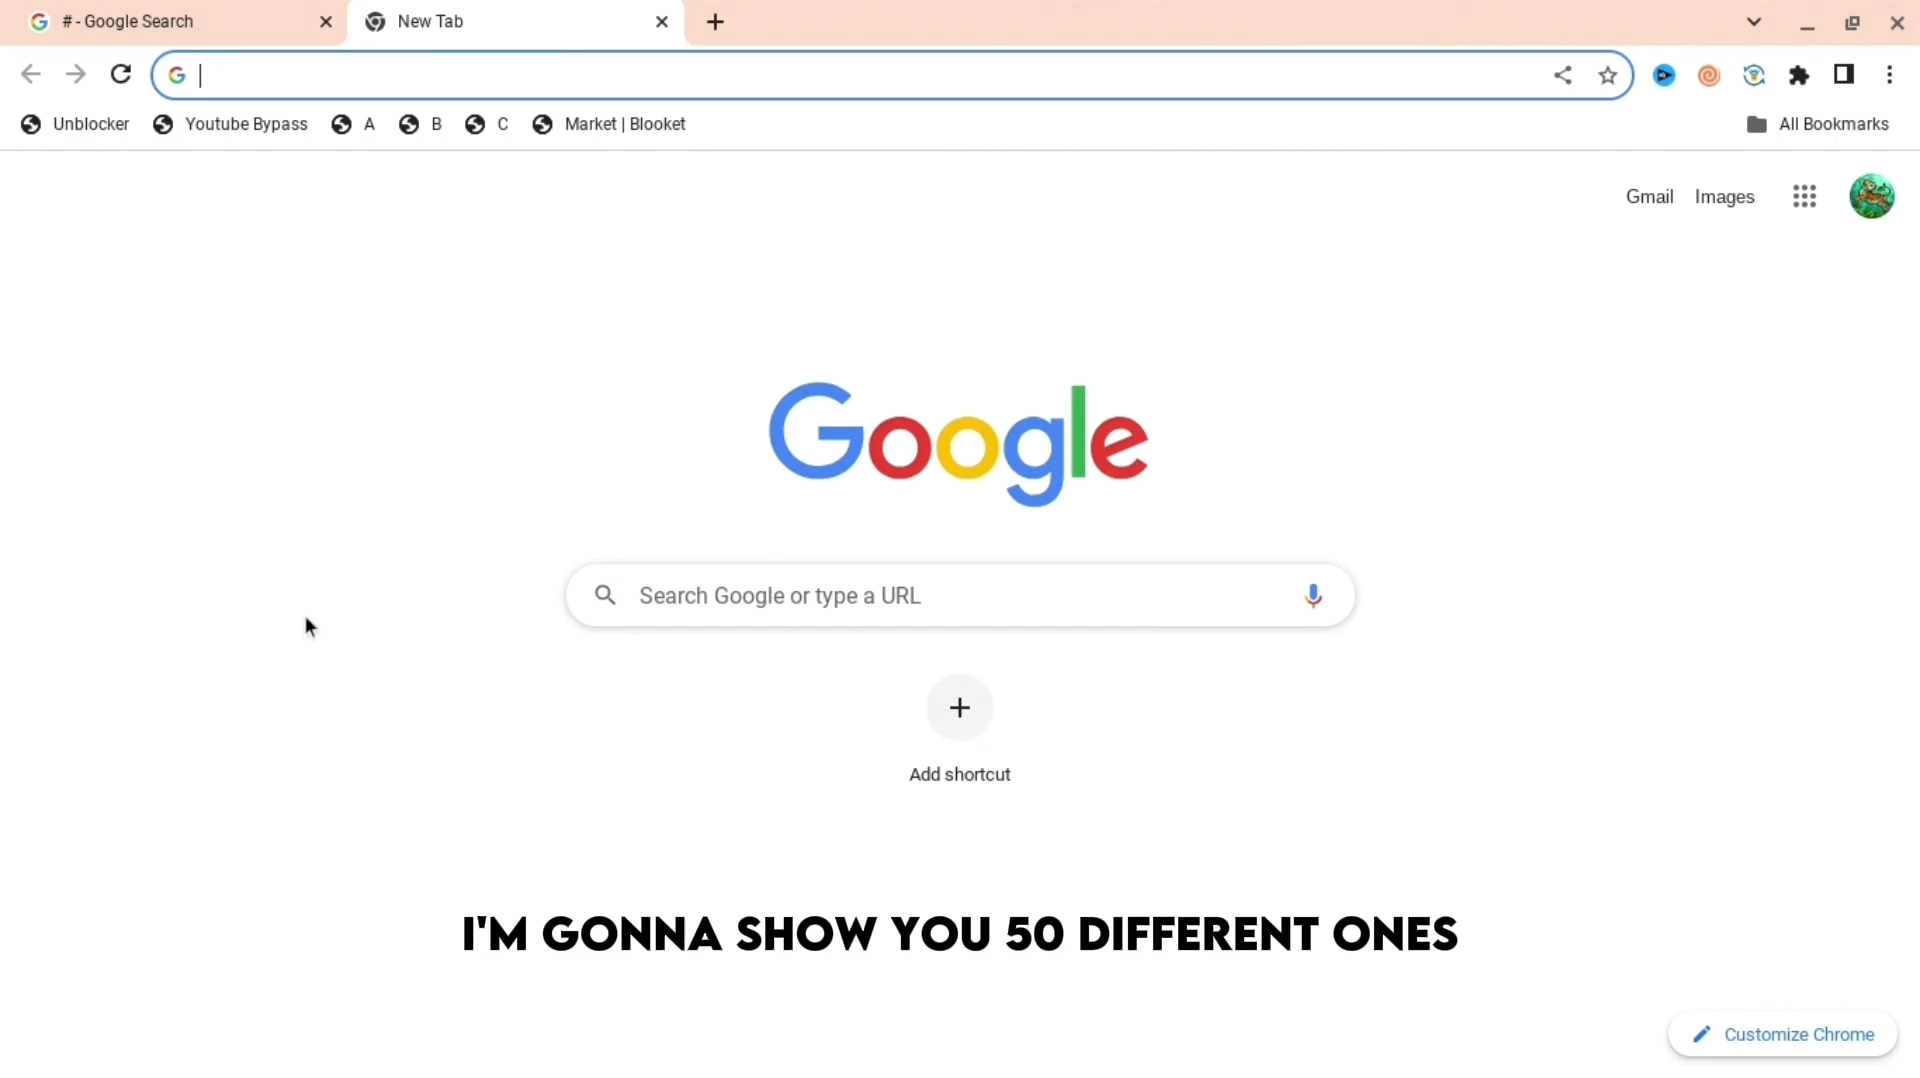 # - Google Search
New Tab
Unblocker Youtube Bypass A B C Market | Blooket All Bookmarks
Gmail Images
Google
Search Google or type a URL
Add shortcut
I'M GONNA SHOW YOU 50 DIFFERENT ONES
Customize Chrome